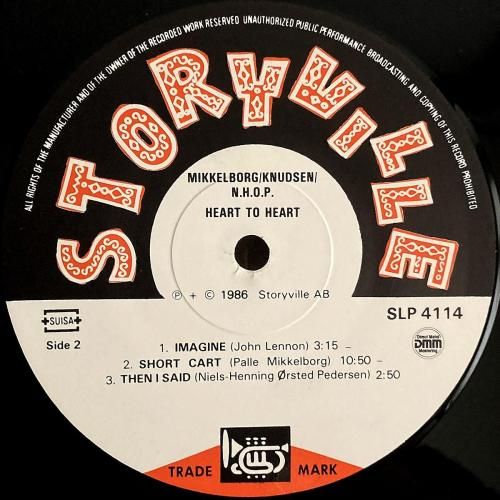 ALL RIGHTS OF THE MANUFACTURER AND OF THE OWNER OF THE RECORDED WORK RESERVED UNAUTHORIZED PUBLIC PERFORMANCE BROADCASTING AND COPYING OF THIS RECORD PROHIBITED
STORYVILLE
MIKKELBORG/KNUDSEN/
N.H.O.P.
HEART TO HEART
℗ + © 1986 Storyville AB
SUISA
SLP 4114
Side 2
Direct Metal
DMM
Mastering
1. IMAGINE (John Lennon) 3:15 –
2. SHORT CART (Palle Mikkelborg) 10:50 –
3. THEN I SAID (Niels-Henning Ørsted Pedersen) 2:50
TRADE MARK